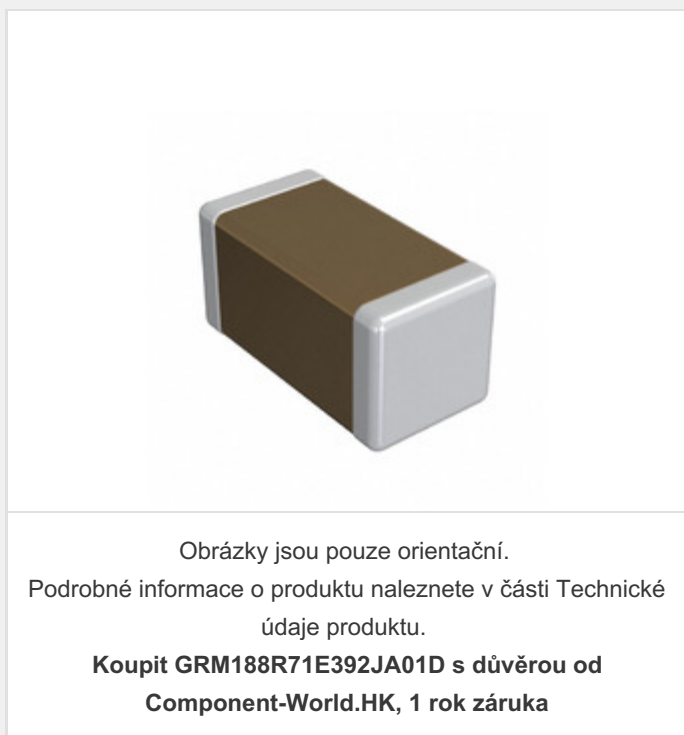 Obrázky jsou pouze orientační.
Podrobné informace o produktu naleznete v části Technické
údaje produktu.
Koupit GRM188R71E392JA01D s důvěrou od
Component-World.HK, 1 rok záruka